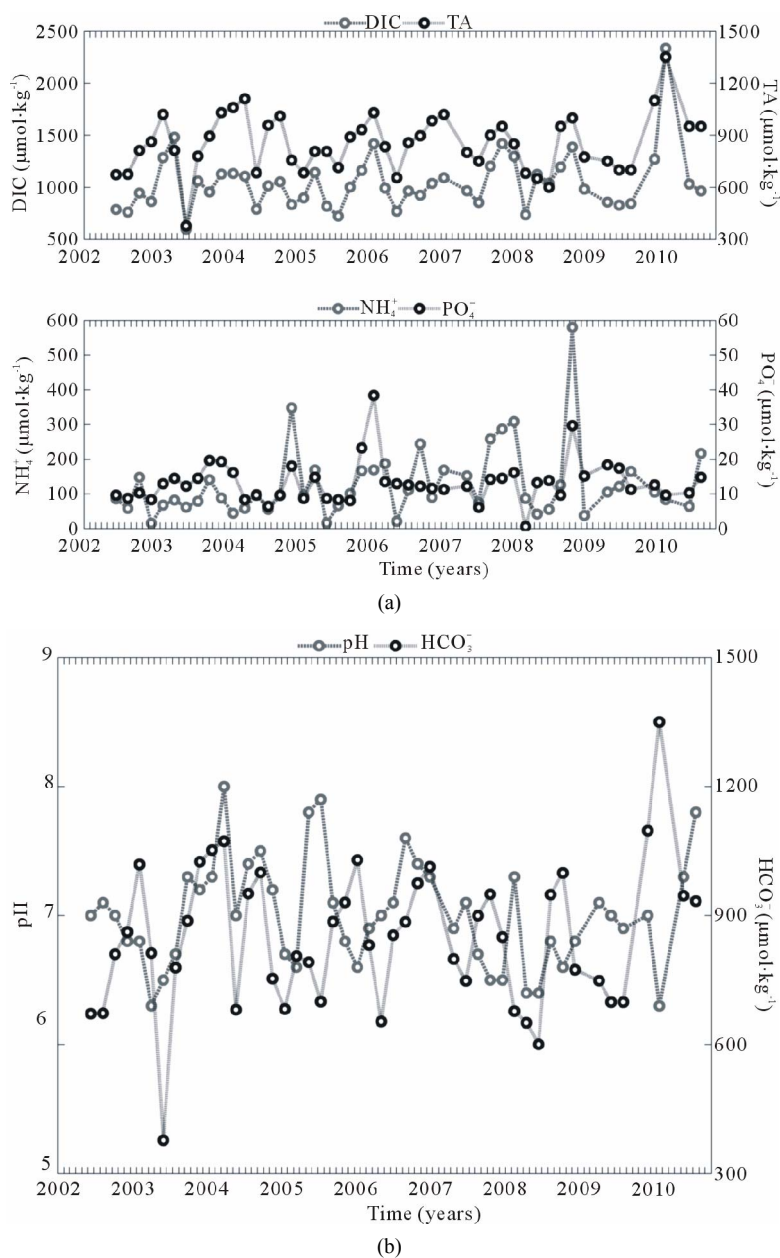 DIC TA
2500 1500
2000 1200
1500 900
1000 600
500 300
DIC (µmol·kg⁻¹)
TA (µmol·kg⁻¹)
2002 2003 2004 2005 2006 2007 2008 2009 2010
NH₄⁺ PO₄⁻
600 60
500 50
400 40
300 30
200 20
100 10
0 0
NH₄⁺ (µmol·kg⁻¹)
PO₄⁻ (µmol·kg⁻¹)
2002 2003 2004 2005 2006 2007 2008 2009 2010
Time (years)
(a)
pH HCO₃⁻
9 1500
8 1200
7 900
6 600
5 300
pH
HCO₃⁻ (µmol·kg⁻¹)
2002 2003 2004 2005 2006 2007 2008 2009 2010
Time (years)
(b)